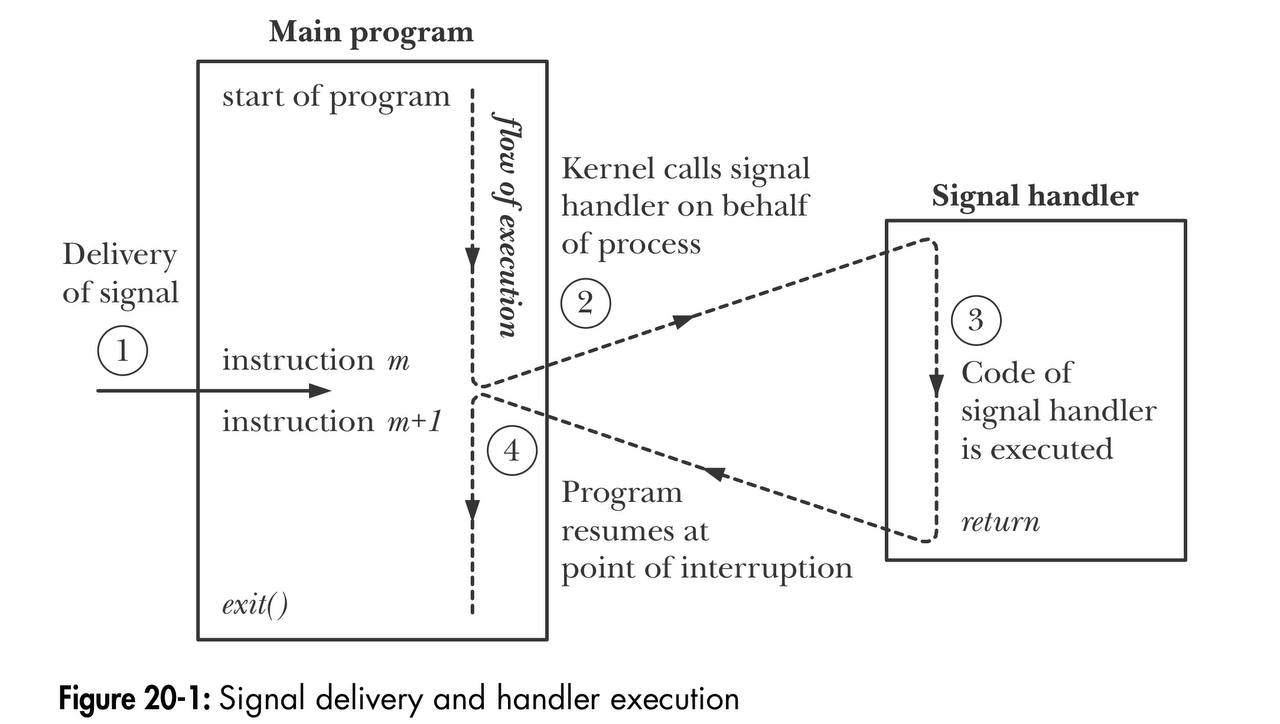 Main program
start of program
flow of execution
Delivery
of signal
1
instruction m
instruction m+1
exit()
Kernel calls signal
handler on behalf
of process
2
Signal handler
3
Code of
signal handler
is executed
return
4
Program
resumes at
point of interruption
Figure 20-1: Signal delivery and handler execution